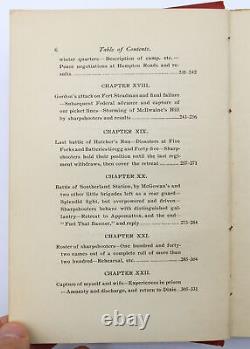 6 Table of Contents.
winter quarters—Description of camp, etc.—
Peace negotiations at Hampton Roads and re-
sults 231-242
CHAPTER XVIII.
Gordon's attack on Fort Steadman and final failure
—Subsequent Federal advance and capture of
our picket lines—Storming of McIlwaine's Hill
by sharpshooters and results 243-256
CHAPTER XIX.
Last battle of Hatcher's Run—Disasters at Five
Forks and Batteries Gregg and Forty-five—Sharp-
shooters held their position until the last regi-
ment withdrew, then cover the retreat 257-271
CHAPTER XX.
Battle of Southerland Station, by McGowan's and
two other little brigades left as a rear guard—
Splendid fight, but overpowered and driven—
Sharpshooters behave with distinguished gal-
lantry—Retreat to Appomattox, and the end—
"Furl That Banner," and reply 273-284
CHAPTER XXI.
Roster of sharpshooters—One hundred and forty-
two names out of a complete roll of more than
two hundred—Rehearsal, etc. 285-304
CHAPTER XXII.
Capture of myself and wife—Experiences in prison
—Amnesty and discharge, and return to Dixie 305-331